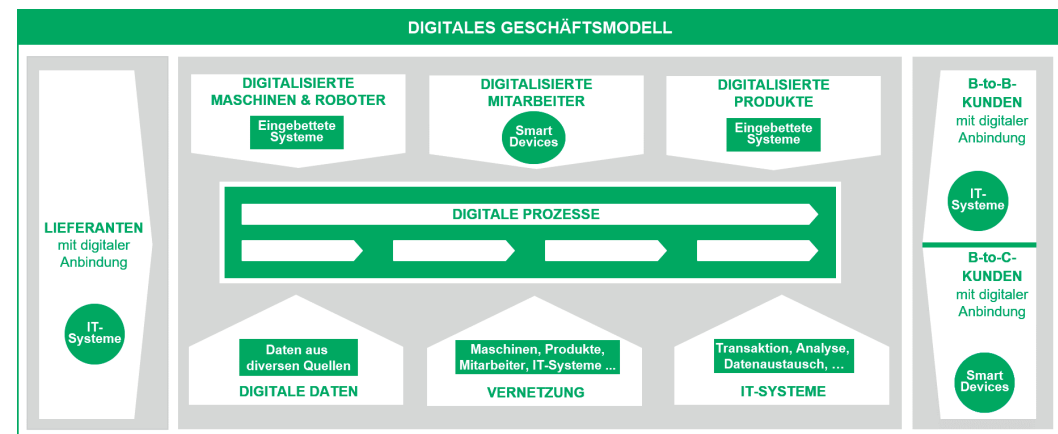 DIGITALES GESCHÄFTSMODELL
LIEFERANTEN
mit digitaler
Anbindung
IT-
Systeme
DIGITALISIERTE
MASCHINEN & ROBOTER
Eingebettete
Systeme
DIGITALISIERTE
MITARBEITER
Smart
Devices
DIGITALISIERTE
PRODUKTE
Eingebettete
Systeme
DIGITALE PROZESSE
Daten aus
diversen Quellen
DIGITALE DATEN
Maschinen, Produkte,
Mitarbeiter, IT-Systeme ...
VERNETZUNG
Transaktion, Analyse,
Datenaustausch, …
IT-SYSTEME
B-to-B-
KUNDEN
mit digitaler
Anbindung
IT-
Systeme
B-to-C-
KUNDEN
mit digitaler
Anbindung
Smart
Devices